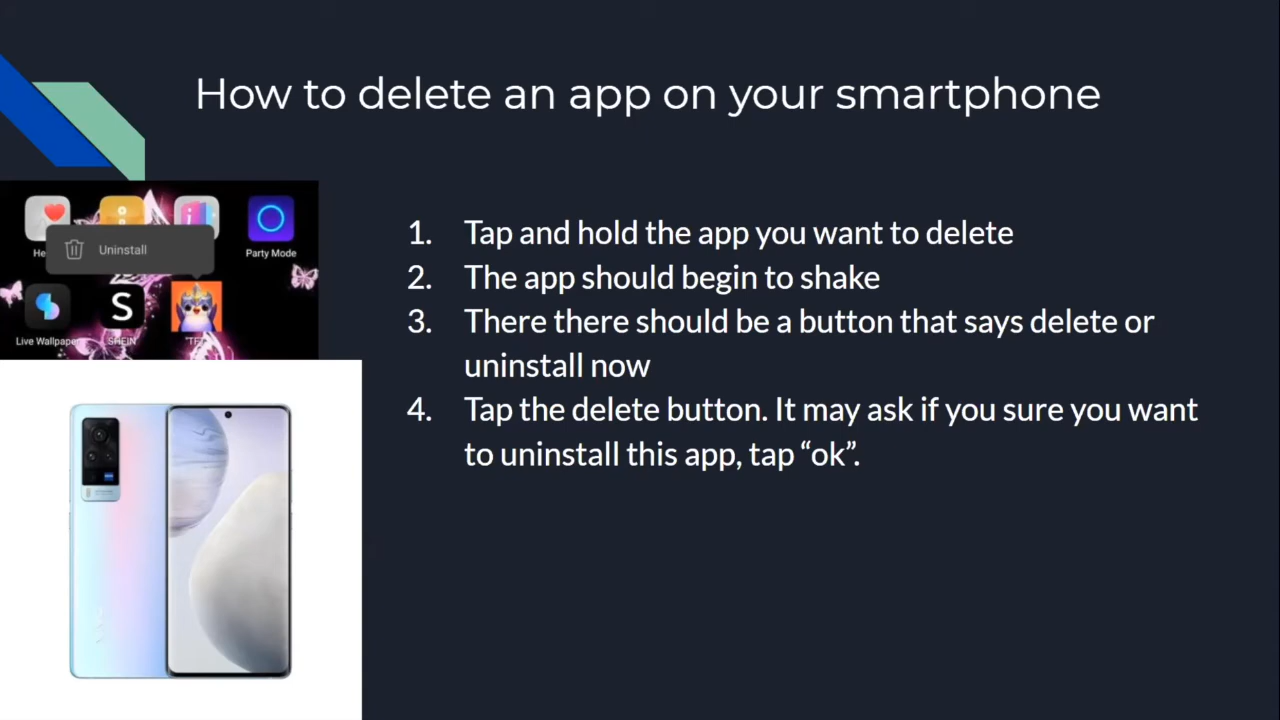 How to delete an app on your smartphone
Uninstall
Party Mode
Live Wallpaper
SHEIN
1. Tap and hold the app you want to delete
2. The app should begin to shake
3. There there should be a button that says delete or
uninstall now
4. Tap the delete button. It may ask if you sure you want
to uninstall this app, tap “ok”.